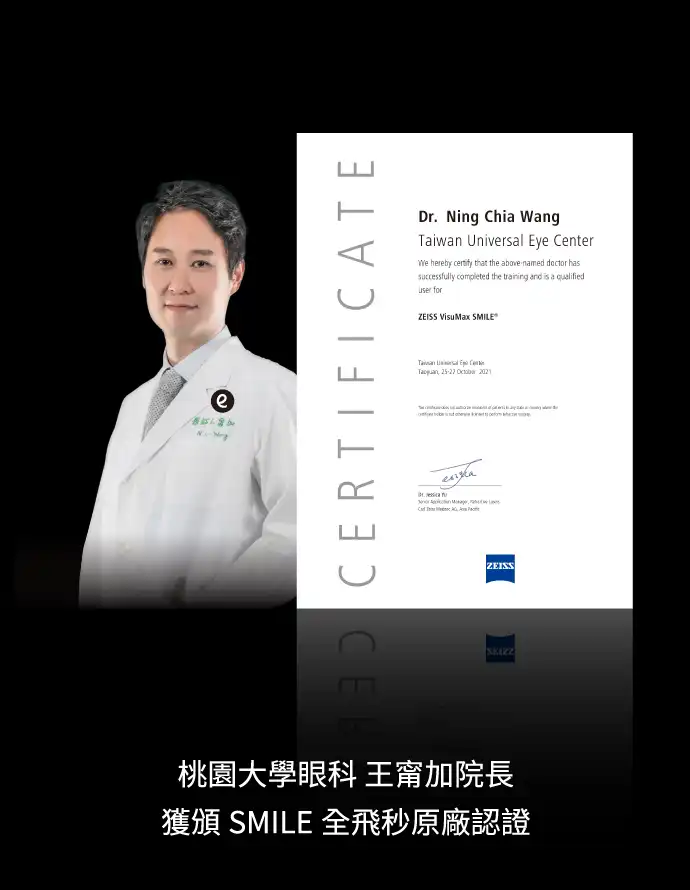 CERTIFICATE
Dr. Ning Chia Wang
Taiwan Universal Eye Center
We hereby certify that the above-named doctor has
successfully completed the training and is a qualified
user for
ZEISS VisuMax SMILE®
Taiwan Universal Eye Center
Taoyuan, 25-27 October 2021
Dr. Jessica Yu
Senior Application Manager, Refractive Lasers
Carl Zeiss Meditec AG, Asia Pacific
ZEISS
e
桃園大學眼科 王甯加院長
獲頒 SMILE 全飛秒原廠認證